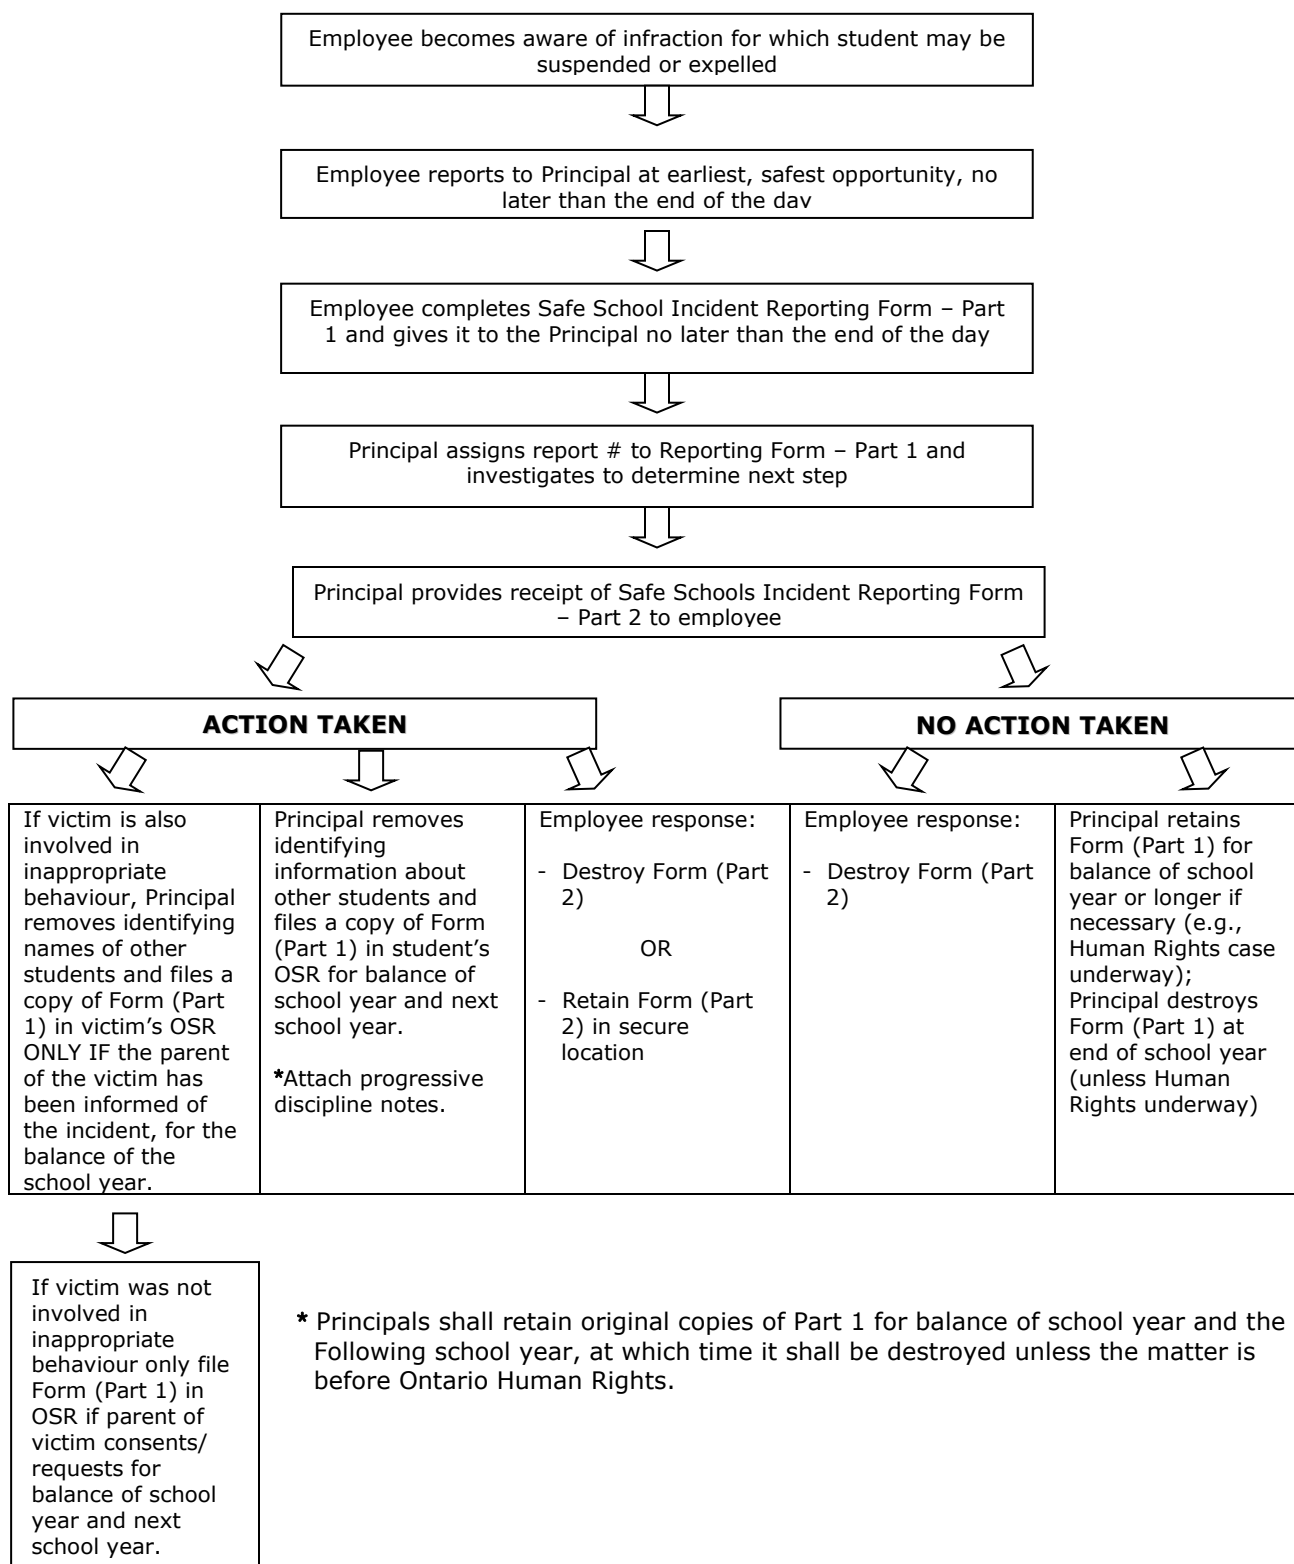 Employee becomes aware of infraction for which student may be
suspended or expelled
Employee reports to Principal at earliest, safest opportunity, no
later than the end of the day
Employee completes Safe School Incident Reporting Form – Part
1 and gives it to the Principal no later than the end of the day
Principal assigns report # to Reporting Form – Part 1 and
investigates to determine next step
Principal provides receipt of Safe Schools Incident Reporting Form
– Part 2 to employee
ACTION TAKEN
NO ACTION TAKEN
If victim is also
involved in
inappropriate
behaviour, Principal
removes identifying
names of other
students and files a
copy of Form (Part
1) in victim's OSR
ONLY IF the parent
of the victim has
been informed of
the incident, for the
balance of the
school year.
Principal removes
identifying
information about
other students and
files a copy of Form
(Part 1) in student's
OSR for balance of
school year and next
school year.
*Attach progressive
discipline notes.
Employee response:
- Destroy Form (Part
2)
OR
- Retain Form (Part
2) in secure
location
Employee response:
- Destroy Form (Part
2)
Principal retains
Form (Part 1) for
balance of school
year or longer if
necessary (e.g.,
Human Rights case
underway);
Principal destroys
Form (Part 1) at
end of school year
(unless Human
Rights underway)
If victim was not
involved in
inappropriate
behaviour only file
Form (Part 1) in
OSR if parent of
victim consents/
requests for
balance of school
year and next
school year.
* Principals shall retain original copies of Part 1 for balance of school year and the
Following school year, at which time it shall be destroyed unless the matter is
before Ontario Human Rights.